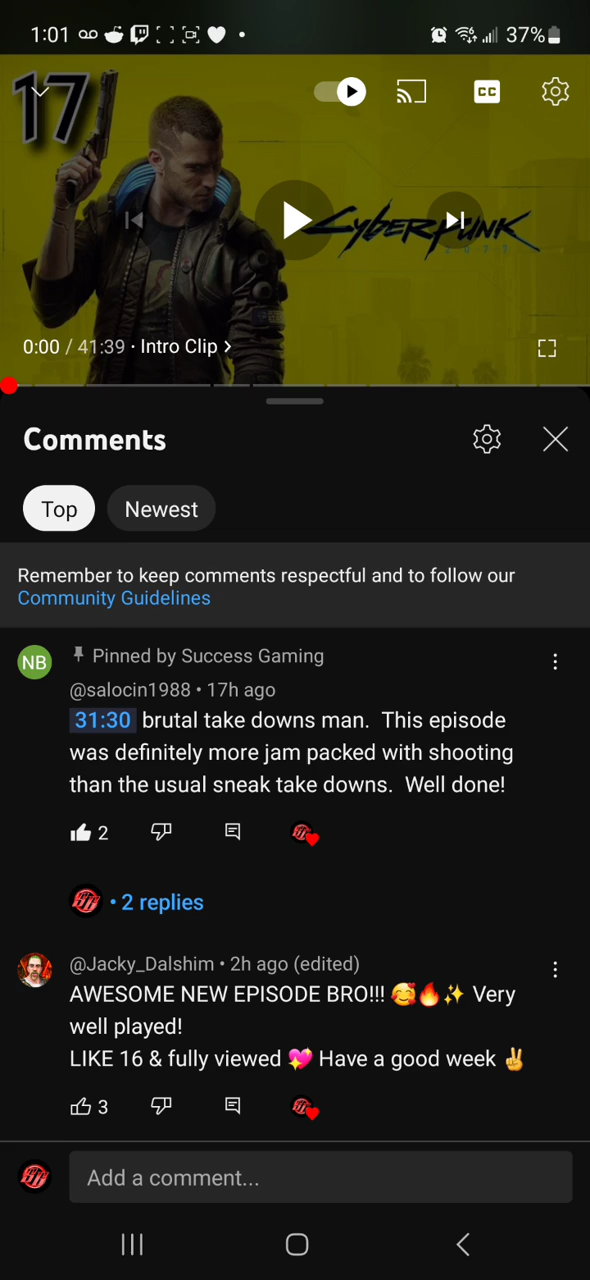 1:01
37%
17
CC
CYBERPUNK
2077
0:00 / 41:39 · Intro Clip
Comments
Top
Newest
Remember to keep comments respectful and to follow our
Community Guidelines
NB
Pinned by Success Gaming
@salocin1988 • 17h ago
31:30 brutal take downs man.  This episode
was definitely more jam packed with shooting
than the usual sneak take downs.  Well done!
2
• 2 replies
@Jacky_Dalshim • 2h ago (edited)
AWESOME NEW EPISODE BRO!!! 🥰🔥✨ Very
well played!
LIKE 16 & fully viewed 💖 Have a good week ✌
3
Add a comment...